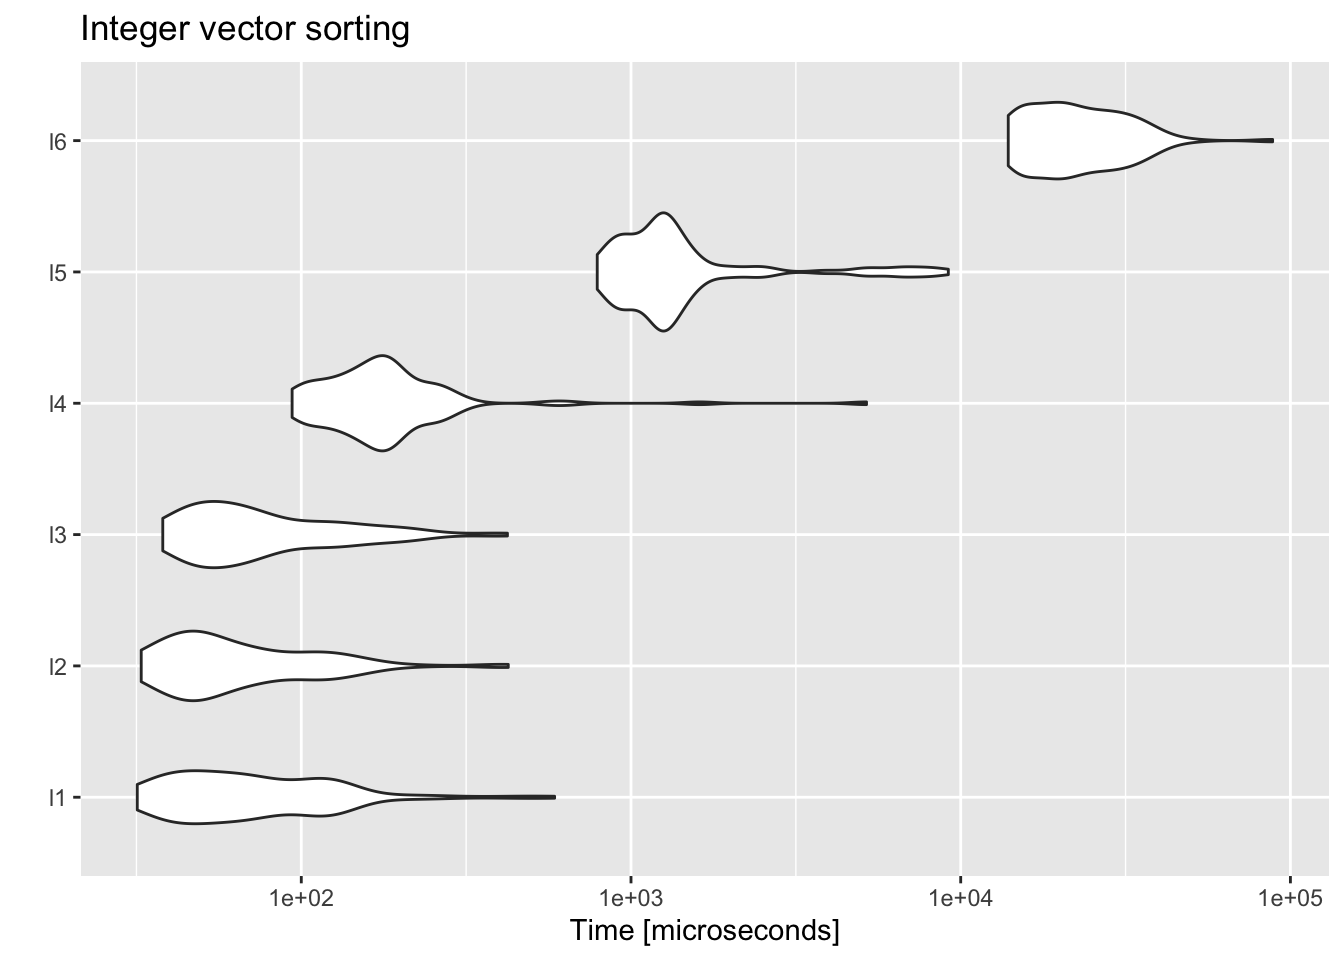 Integer vector sorting
l6
l5
l4
l3
l2
l1
1e+02 1e+03 1e+04 1e+05
Time [microseconds]